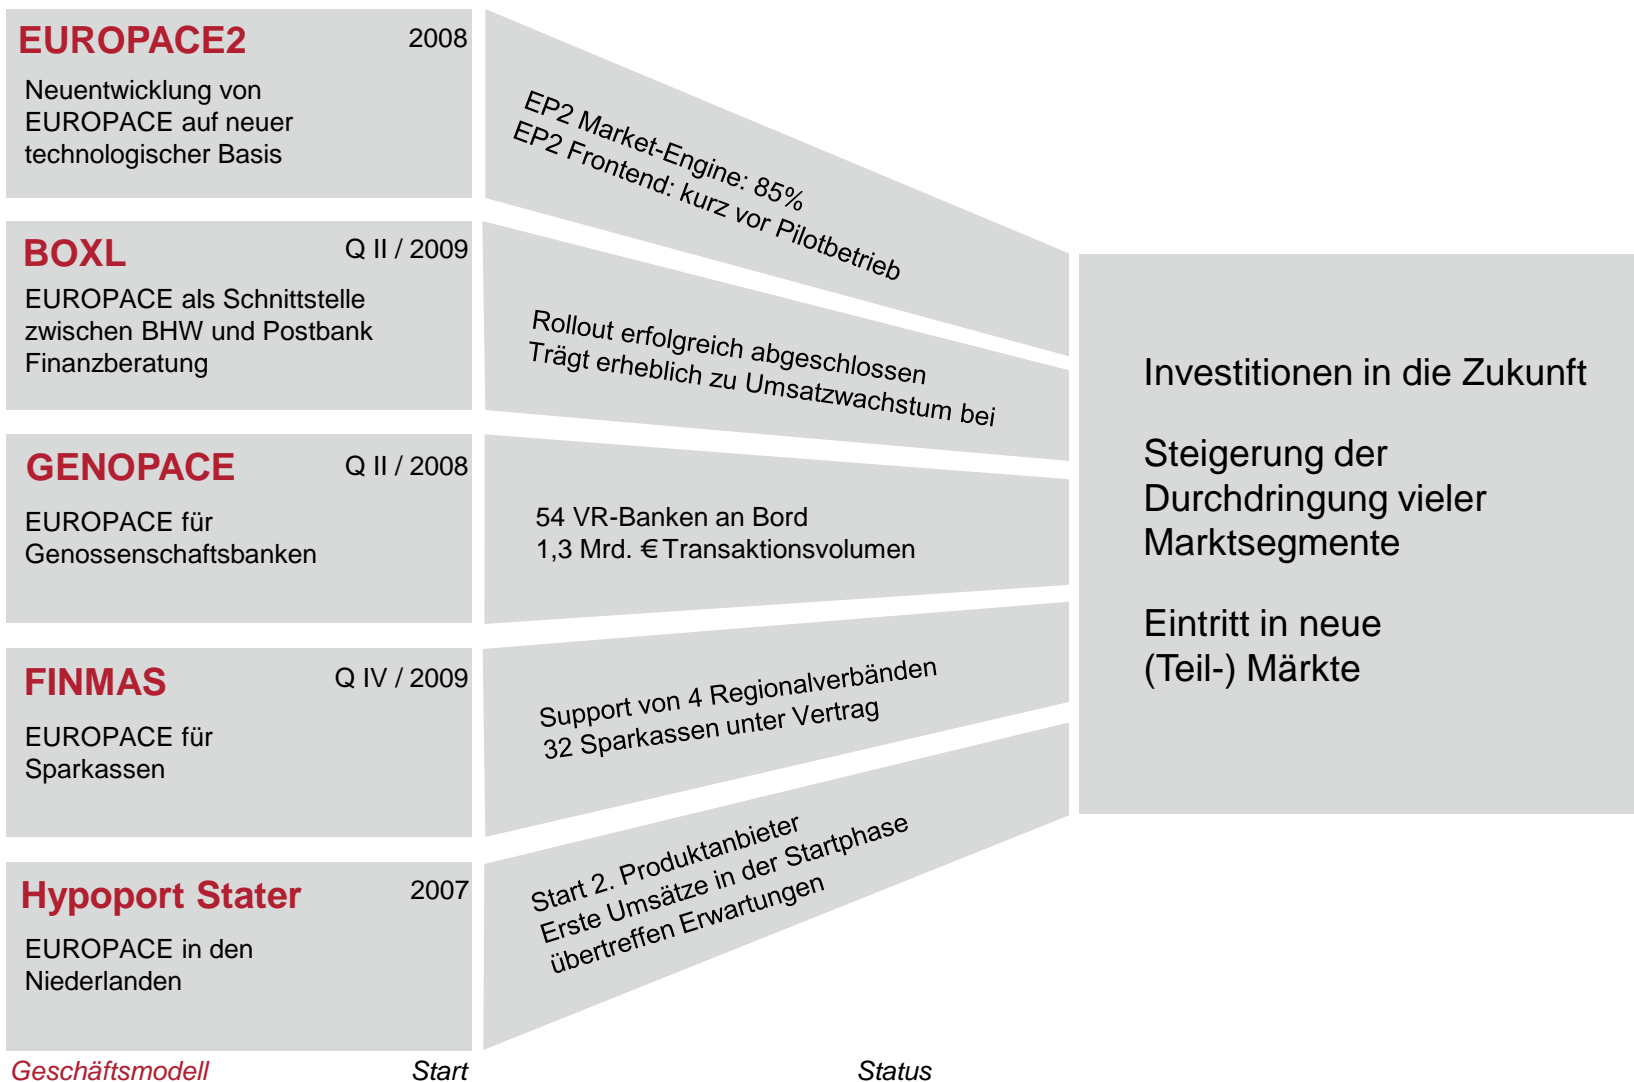 EUROPACE2 2008
Neuentwicklung von
EUROPACE auf neuer
technologischer Basis
EP2 Market-Engine: 85%
EP2 Frontend: kurz vor Pilotbetrieb
BOXL Q II / 2009
EUROPACE als Schnittstelle
zwischen BHW und Postbank
Finanzberatung
Rollout erfolgreich abgeschlossen
Trägt erheblich zu Umsatzwachstum bei
GENOPACE Q II / 2008
EUROPACE für
Genossenschaftsbanken
54 VR-Banken an Bord
1,3 Mrd. € Transaktionsvolumen
FINMAS Q IV / 2009
EUROPACE für
Sparkassen
Support von 4 Regionalverbänden
32 Sparkassen unter Vertrag
Hypoport Stater 2007
EUROPACE in den
Niederlanden
Start 2. Produktanbieter
Erste Umsätze in der Startphase
übertreffen Erwartungen
Investitionen in die Zukunft
Steigerung der
Durchdringung vieler
Marktsegmente
Eintritt in neue
(Teil-) Märkte
Geschäftsmodell Start Status